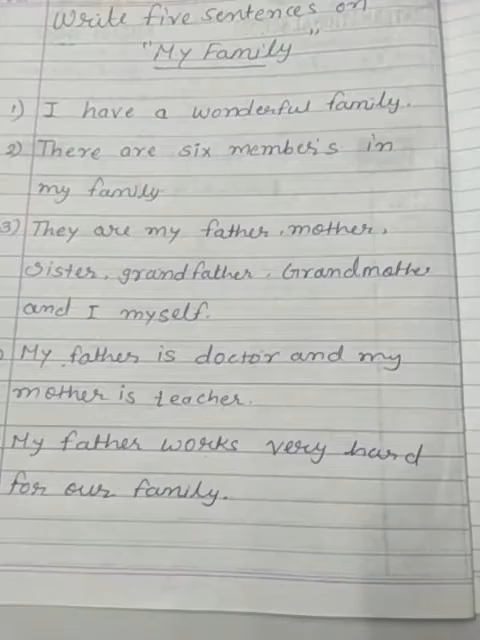 Write five sentences on
"My Family"
1) I have a wonderful family.
2) There are six members in
my family
3) They are my father, mother,
sister, grandfather, Grandmother
and I myself.
My father is doctor and my
mother is teacher.
My father works very hard
for our family.